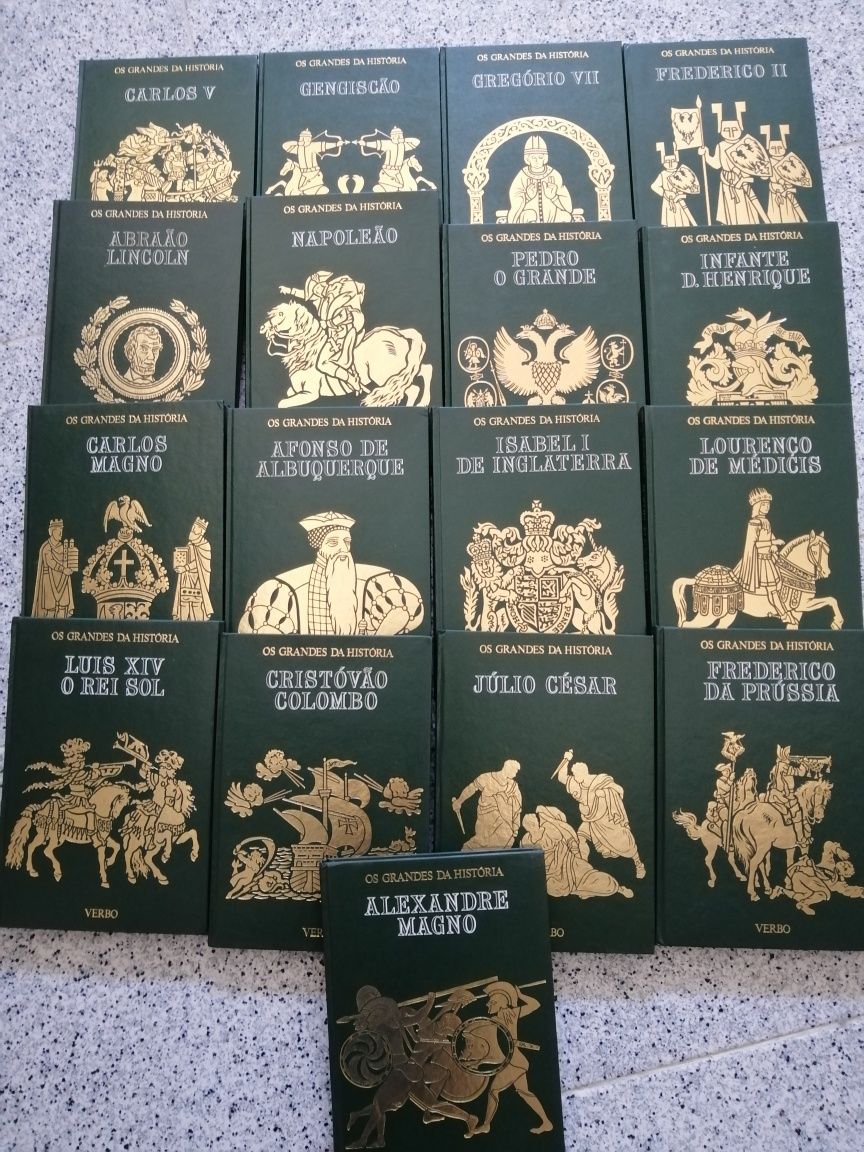 OS GRANDES DA HISTÓRIA
CARLOS V
OS GRANDES DA HISTÓRIA
GENGISCÃO
OS GRANDES DA HISTÓRIA
GREGÓRIO VII
OS GRANDES DA HISTÓRIA
FREDERICO II
OS GRANDES DA HISTÓRIA
ABRAÃO
LINCOLN
OS GRANDES DA HISTÓRIA
NAPOLEÃO
OS GRANDES DA HISTÓRIA
PEDRO
O GRANDE
OS GRANDES DA HISTÓRIA
INFANTE
D. HENRIQUE
OS GRANDES DA HISTÓRIA
CARLOS
MAGNO
OS GRANDES DA HISTÓRIA
AFONSO DE
ALBUQUERQUE
OS GRANDES DA HISTÓRIA
ISABEL I
DE INGLATERRA
OS GRANDES DA HISTÓRIA
LOURENÇO
DE MÉDICIS
OS GRANDES DA HISTÓRIA
LUIS XIV
O REI SOL
VERBO
OS GRANDES DA HISTÓRIA
CRISTÓVÃO
COLOMBO
VER
OS GRANDES DA HISTÓRIA
JÚLIO CÉSAR
BO
OS GRANDES DA HISTÓRIA
FREDERICO
DA PRÚSSIA
VERBO
OS GRANDES DA HISTÓRIA
ALEXANDRE
MAGNO